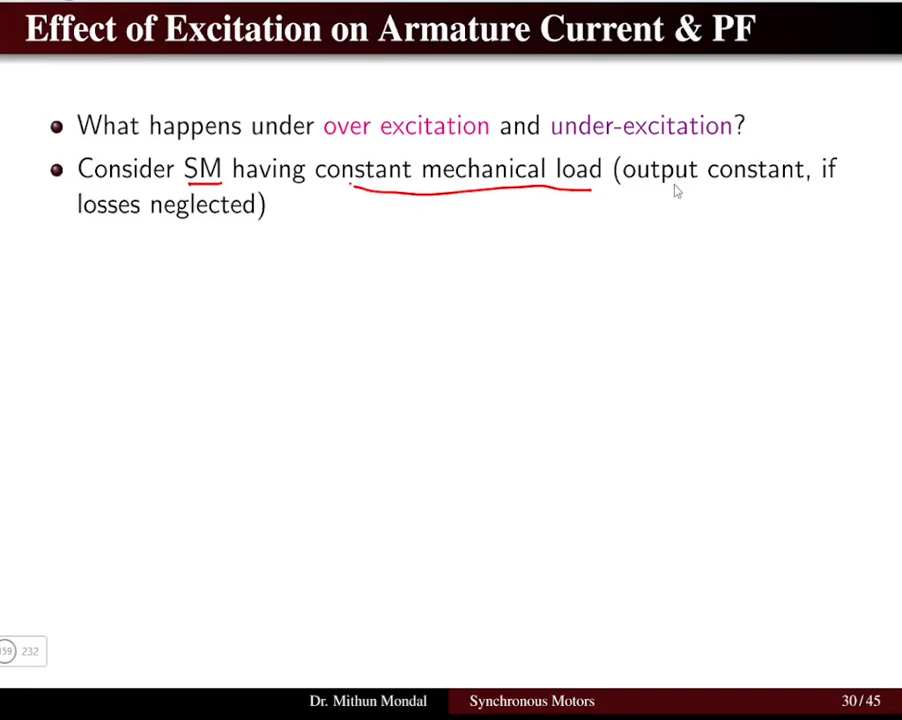 Effect of Excitation on Armature Current & PF
What happens under over excitation and under-excitation?
Consider SM having constant mechanical load (output constant, if
losses neglected)
159 232
Dr. Mithun Mondal Synchronous Motors 30/45